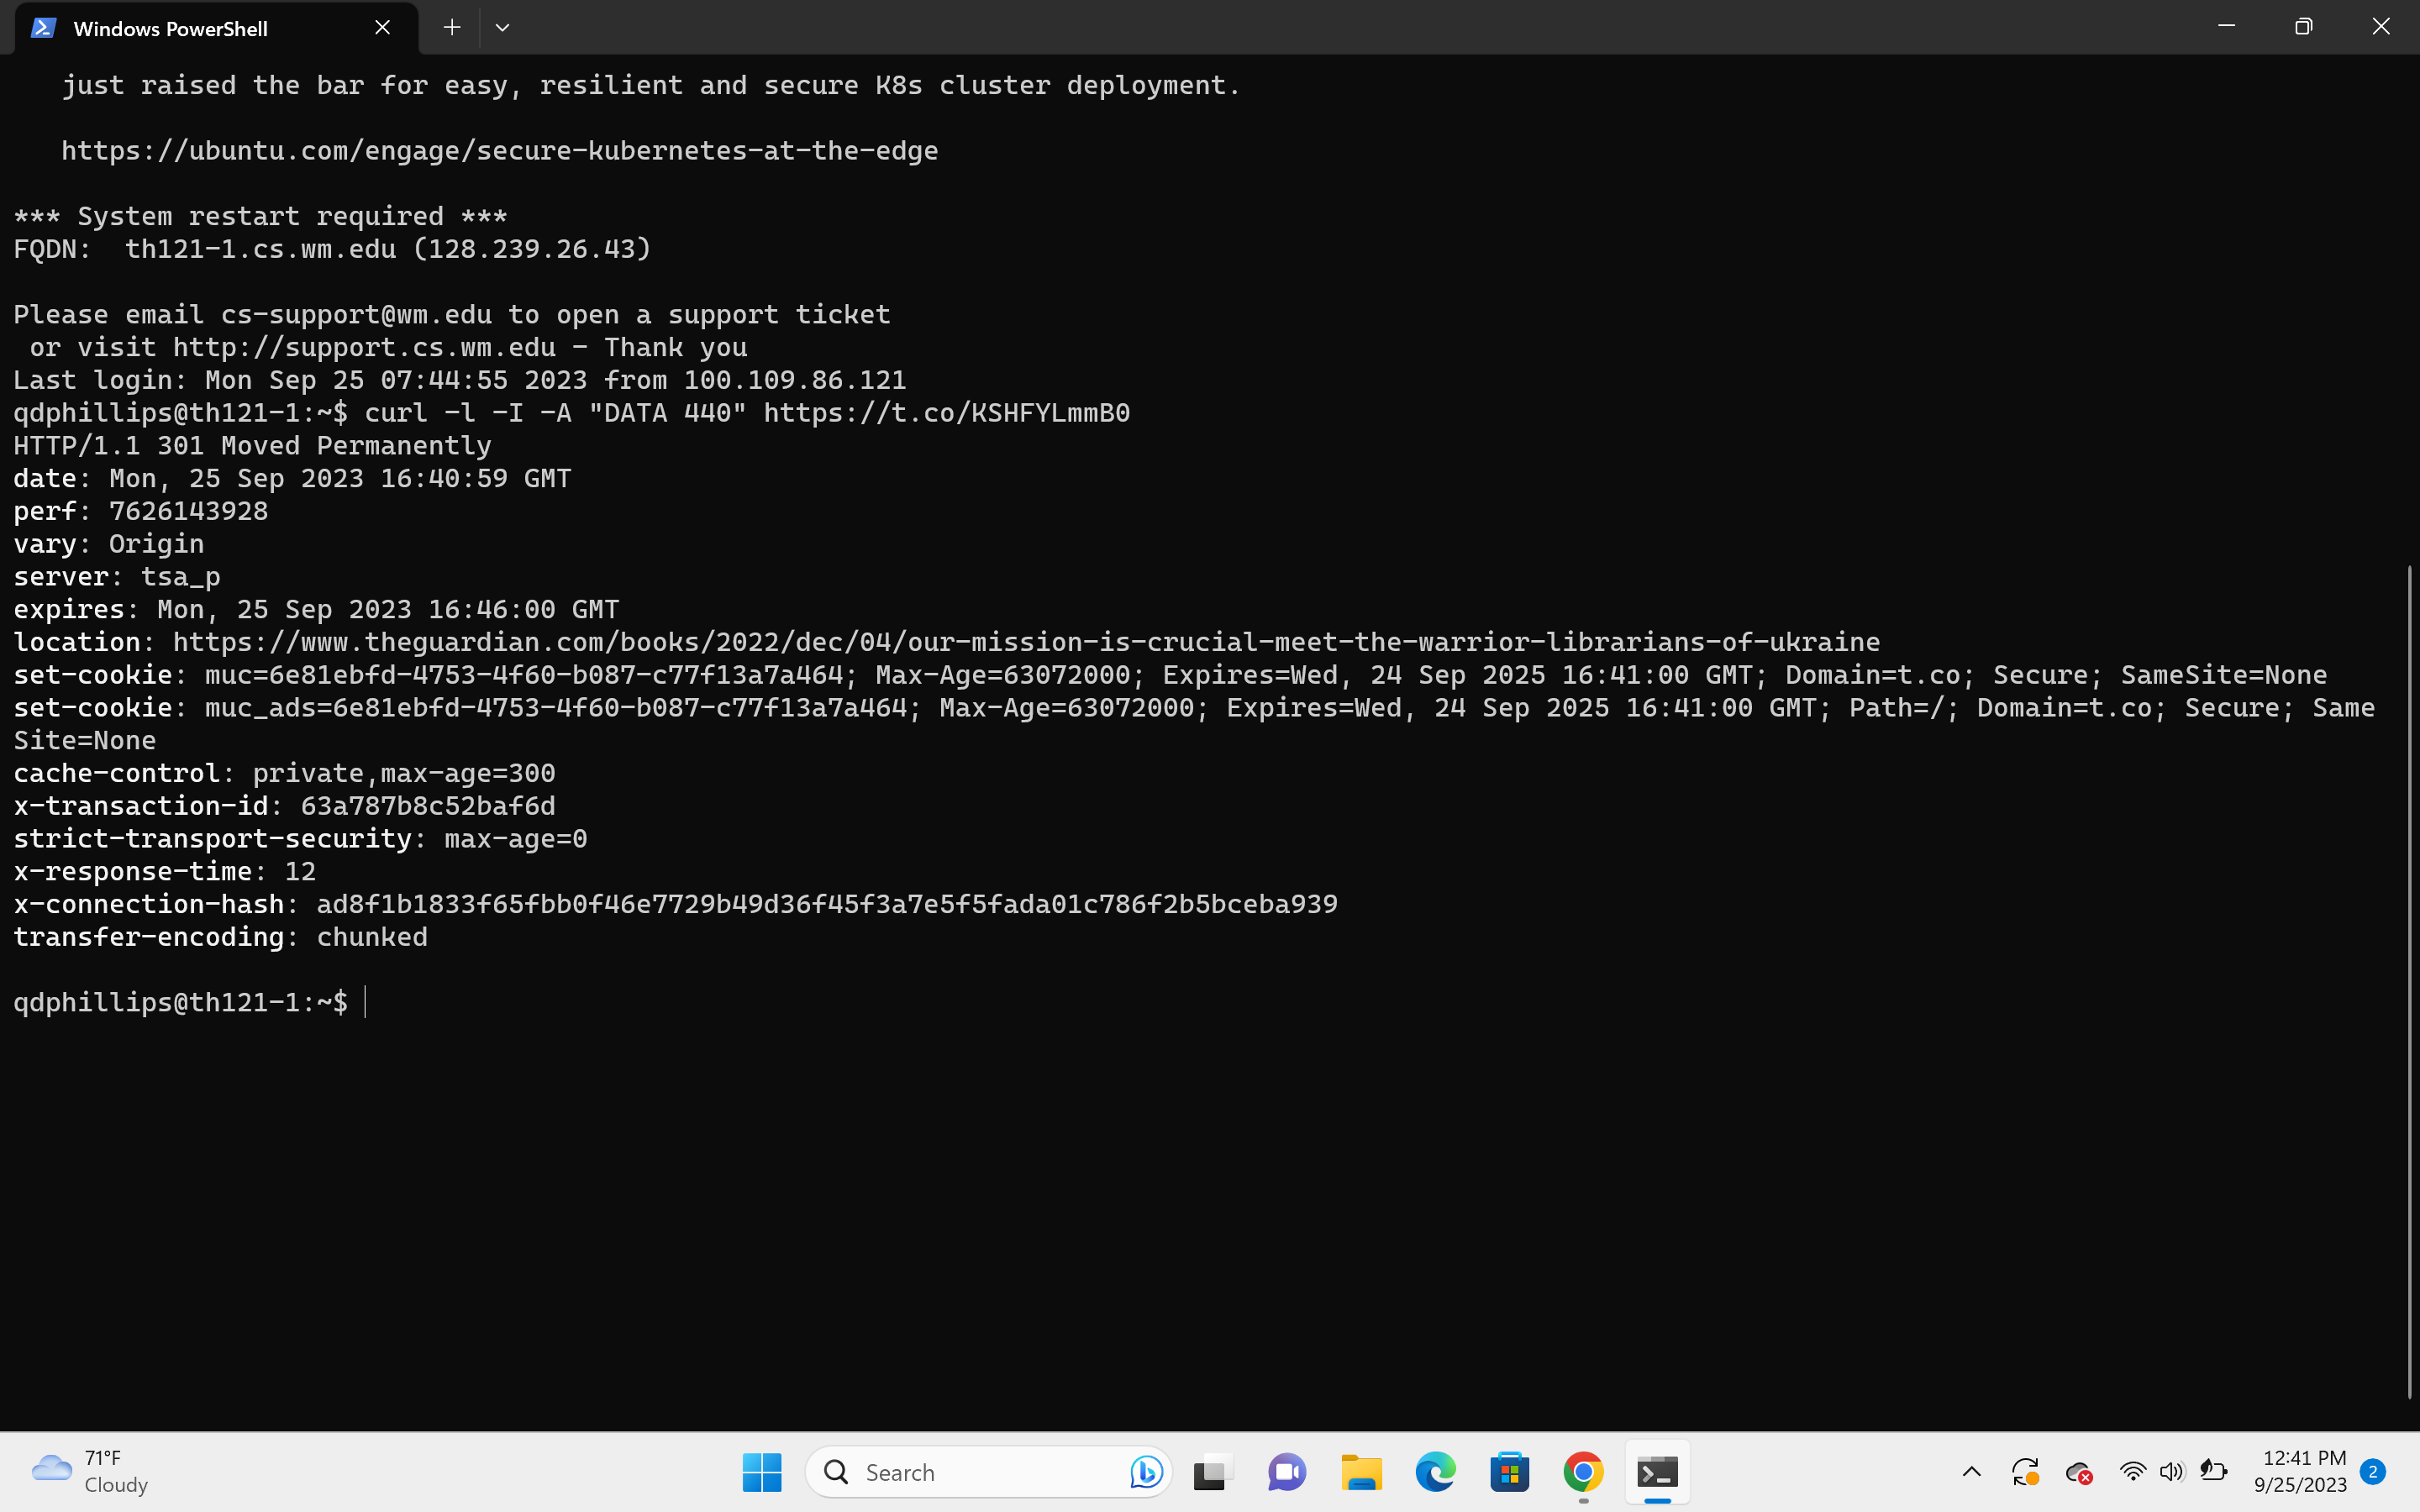 Windows PowerShell
just raised the bar for easy, resilient and secure K8s cluster deployment.
https://ubuntu.com/engage/secure-kubernetes-at-the-edge
*** System restart required ***
FQDN:  th121-1.cs.wm.edu (128.239.26.43)
Please email cs-support@wm.edu to open a support ticket
or visit http://support.cs.wm.edu - Thank you
Last login: Mon Sep 25 07:44:55 2023 from 100.109.86.121
qdphillips@th121-1:~$ curl -l -I -A "DATA 440" https://t.co/KSHFYLmmB0
HTTP/1.1 301 Moved Permanently
date: Mon, 25 Sep 2023 16:40:59 GMT
perf: 7626143928
vary: Origin
server: tsa_p
expires: Mon, 25 Sep 2023 16:46:00 GMT
location: https://www.theguardian.com/books/2022/dec/04/our-mission-is-crucial-meet-the-warrior-librarians-of-ukraine
set-cookie: muc=6e81ebfd-4753-4f60-b087-c77f13a7a464; Max-Age=63072000; Expires=Wed, 24 Sep 2025 16:41:00 GMT; Domain=t.co; Secure; SameSite=None
set-cookie: muc_ads=6e81ebfd-4753-4f60-b087-c77f13a7a464; Max-Age=63072000; Expires=Wed, 24 Sep 2025 16:41:00 GMT; Path=/; Domain=t.co; Secure; Same
Site=None
cache-control: private,max-age=300
x-transaction-id: 63a787b8c52baf6d
strict-transport-security: max-age=0
x-response-time: 12
x-connection-hash: ad8f1b1833f65fbb0f46e7729b49d36f45f3a7e5f5fada01c786f2b5bceba939
transfer-encoding: chunked
qdphillips@th121-1:~$
71°F
Cloudy
Search
12:41 PM
9/25/2023
2